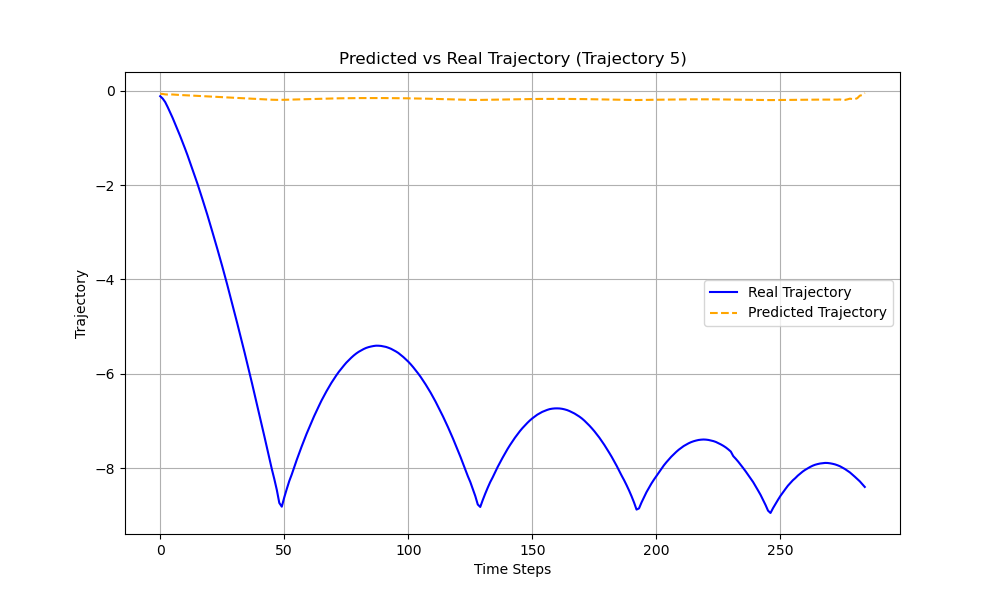 Predicted vs Real Trajectory (Trajectory 5)
0
−2
−4
−6
−8
Trajectory
Real Trajectory
Predicted Trajectory
0 50 100 150 200 250
Time Steps